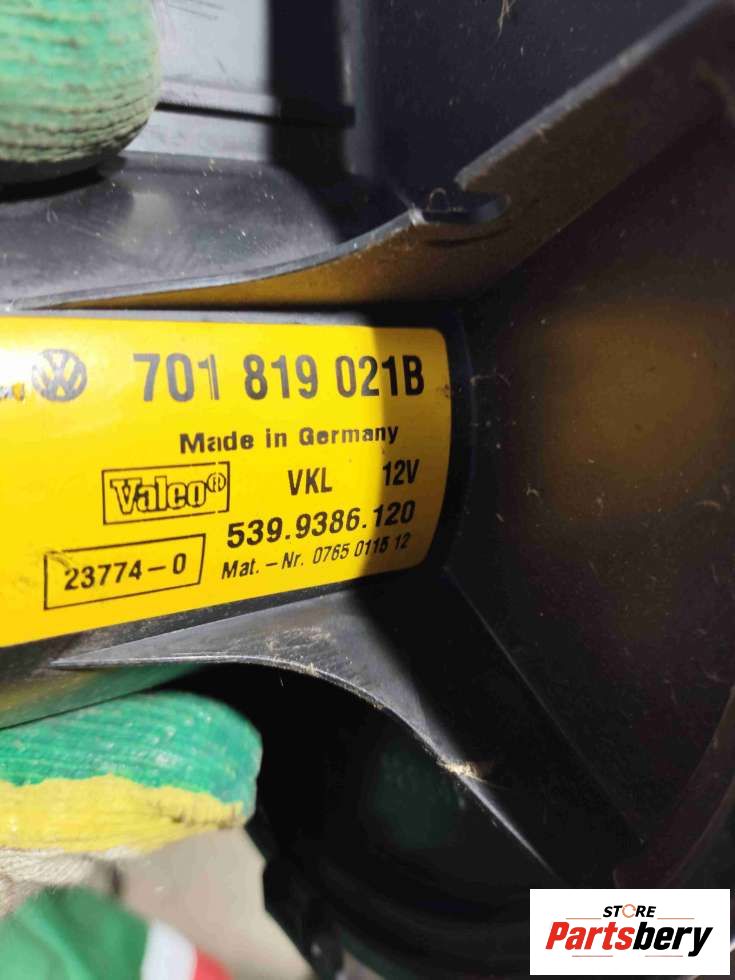 701 819 021B
Made in Germany
Valeo® VKL 12V
539.9386.120
23774-0 Mat.-Nr. 0765 0115 12
STORE
Partsbery